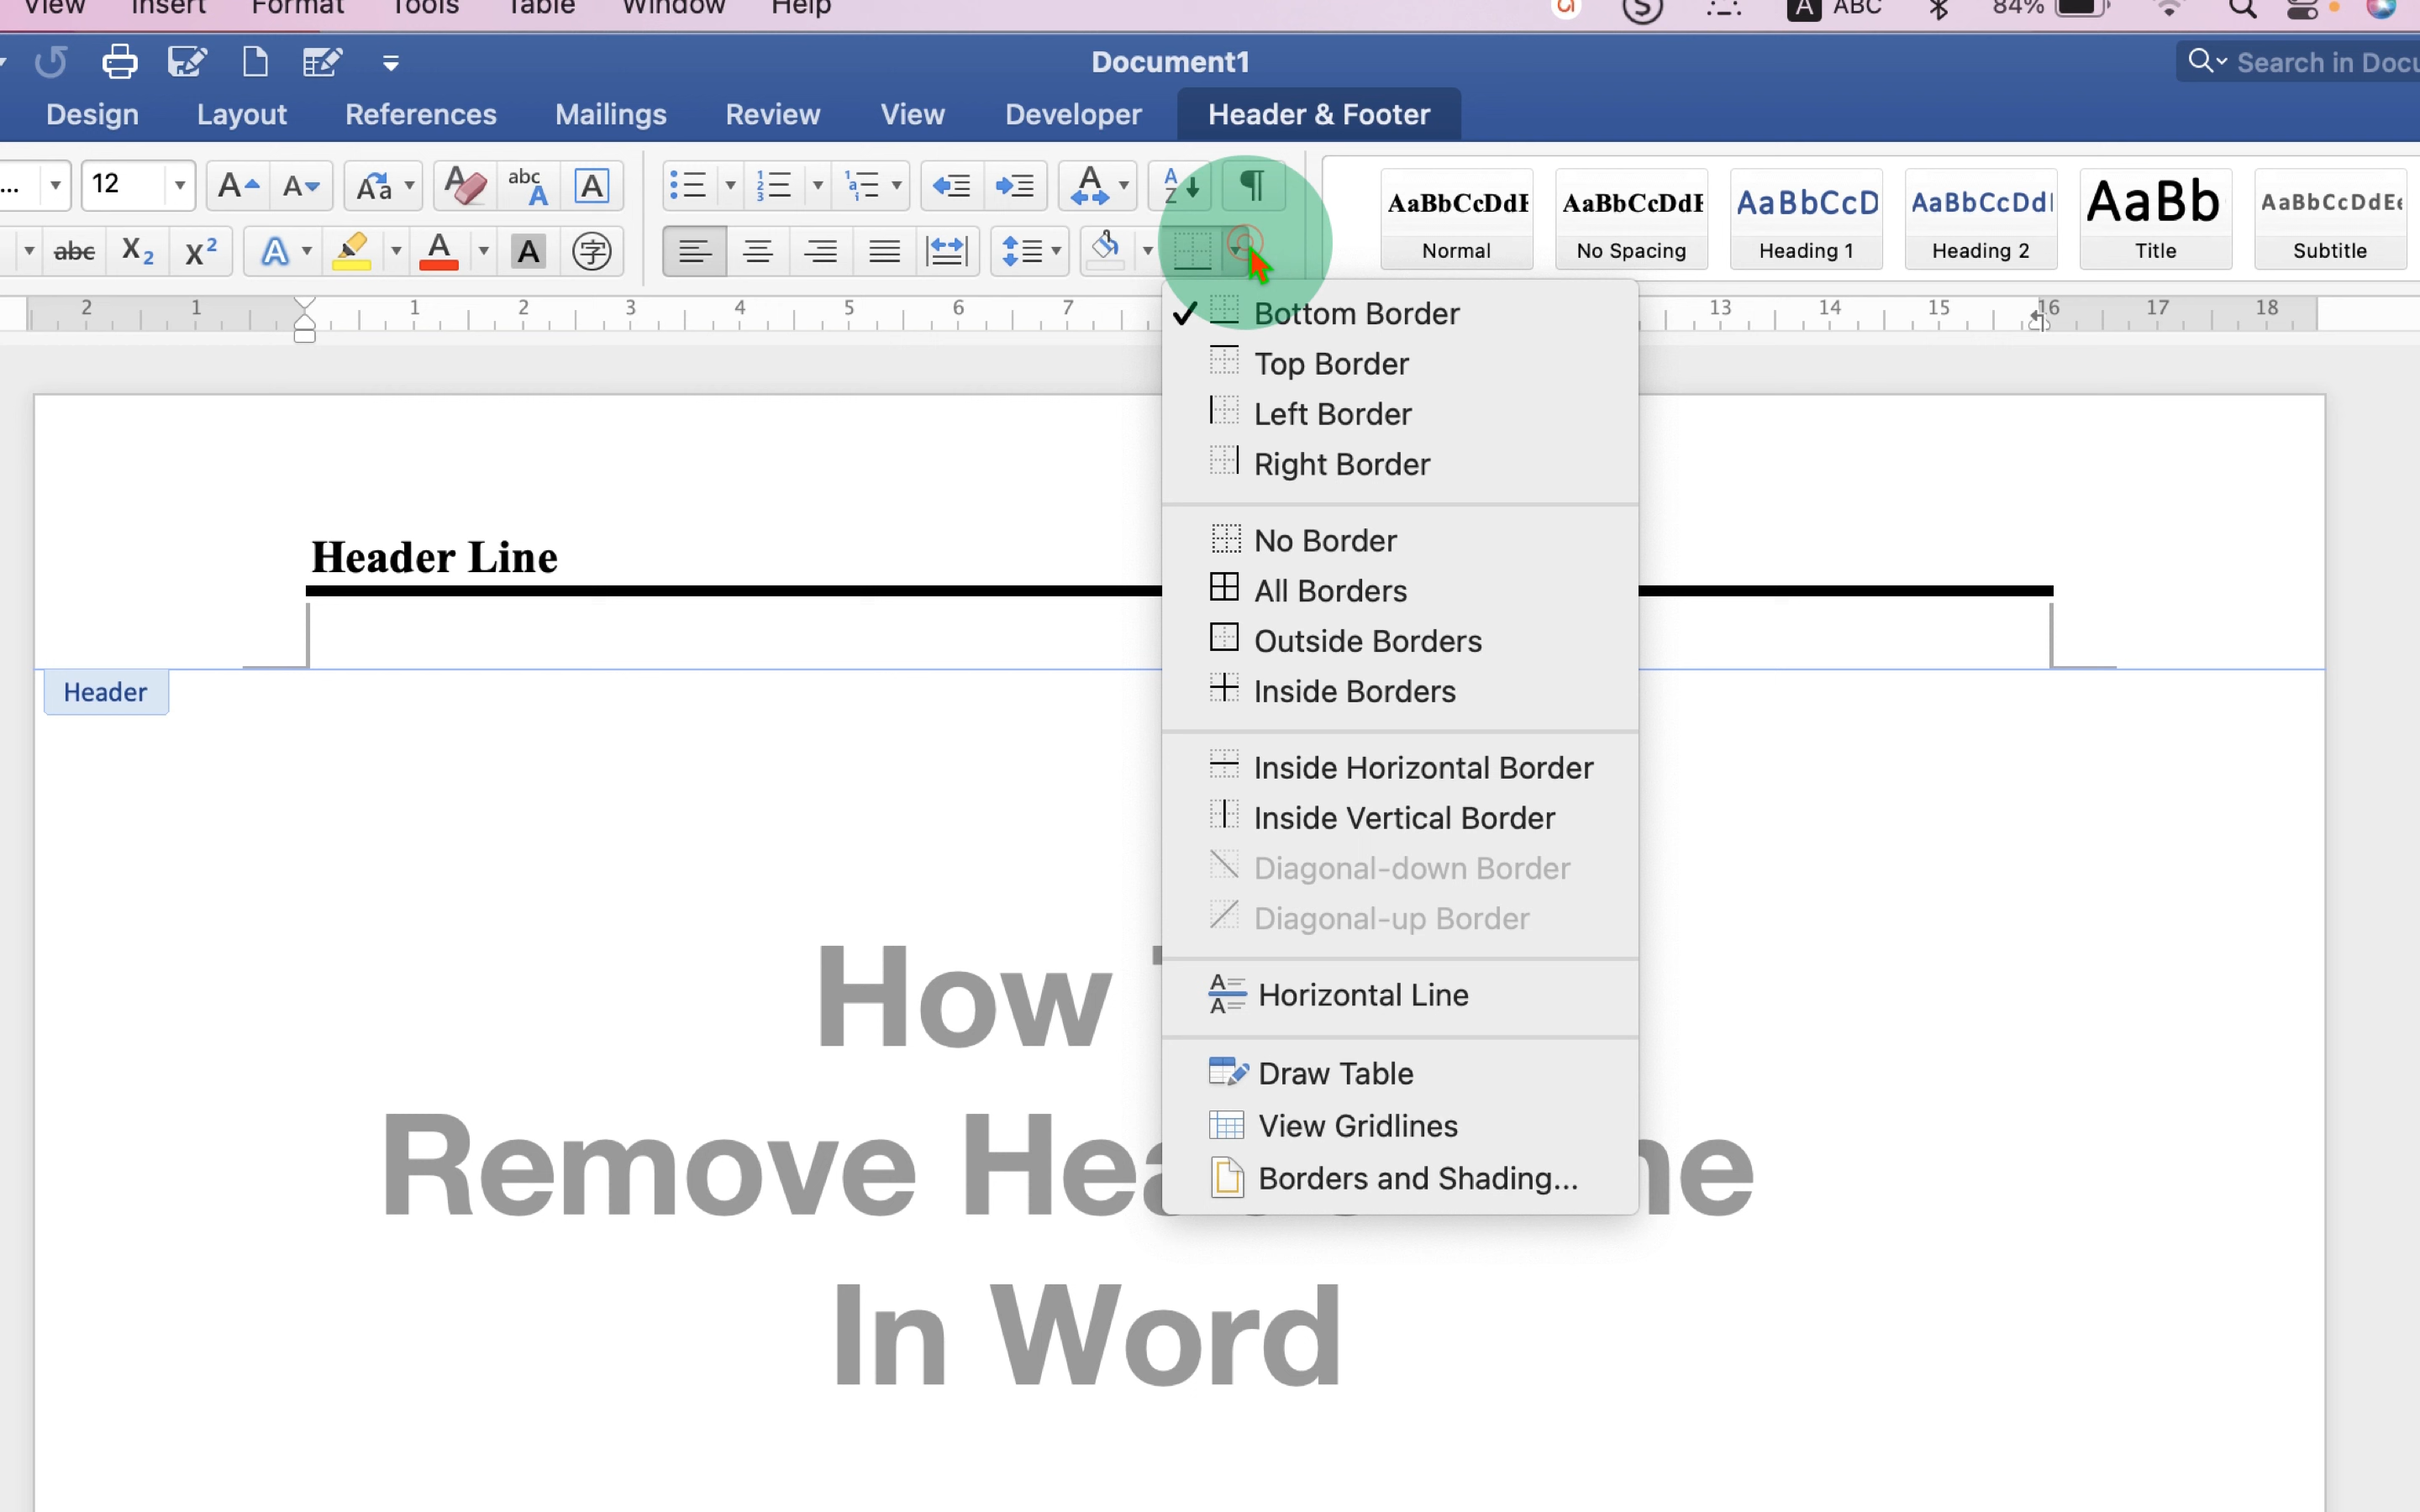 View Insert Format Tools Table Window Help ABC 84%
Document1
Search in Docu
Design Layout References Mailings Review View Developer Header & Footer
... 12
AaBbCcDdE AaBbCcDdE AaBbCcD AaBbCcDdI AaBb AaBbCcDdEe
Normal No Spacing Heading 1 Heading 2 Title Subtitle
2 1 1 2 3 4 5 6 7 13 14 15 16 17 18
Bottom Border
Top Border
Left Border
Right Border
No Border
All Borders
Outside Borders
Inside Borders
Inside Horizontal Border
Inside Vertical Border
Diagonal-down Border
Diagonal-up Border
Horizontal Line
Draw Table
View Gridlines
Borders and Shading...
Header Line
Header
How
Remove Hea ne
In Word